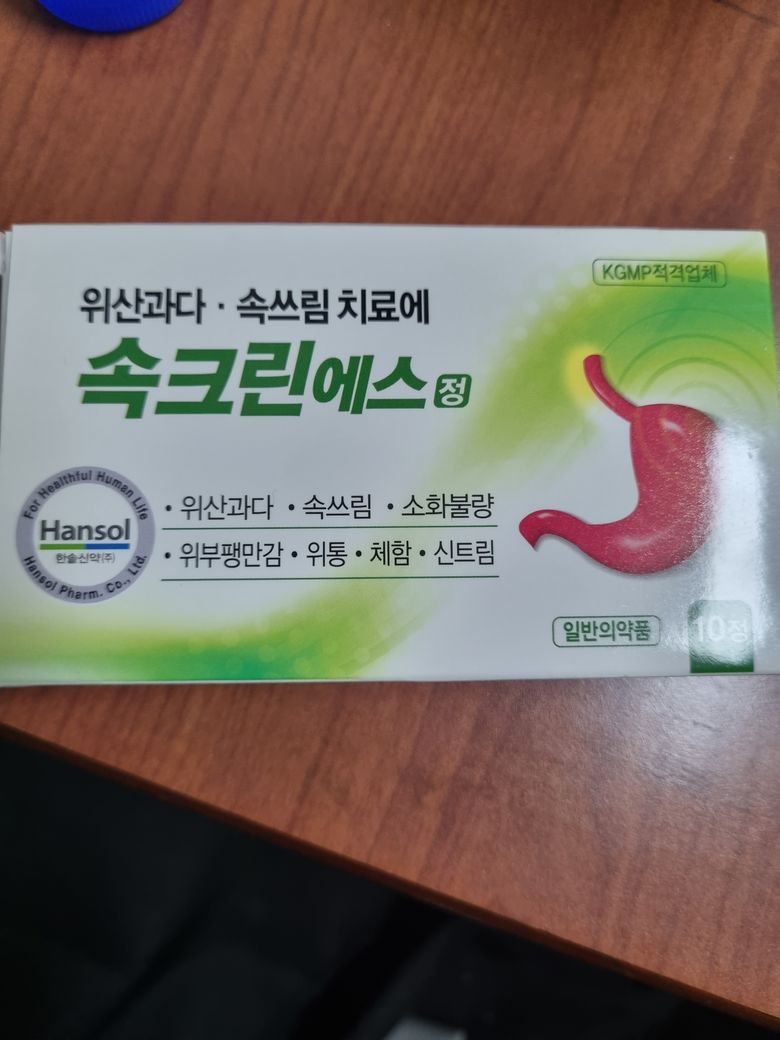 KGMP적격업체
위산과다 · 속쓰림 치료에
속크린에스 정
For Healthful Human Life
Hansol
한솔신약(주)
Hansol Pharm. Co., Ltd.
· 위산과다 · 속쓰림 · 소화불량
· 위부팽만감 · 위통 · 체함 · 신트림
일반의약품
10정